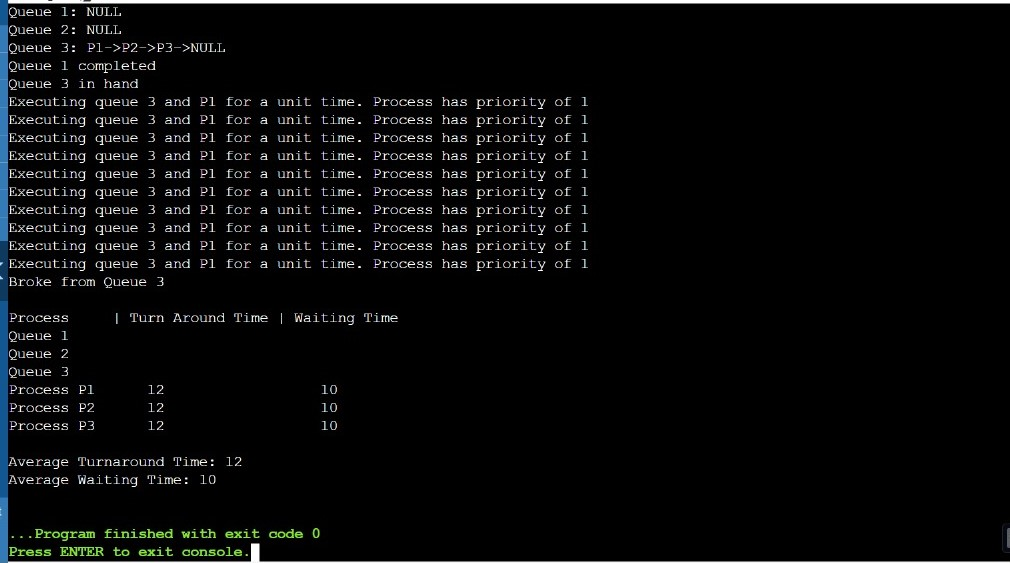 Queue 1: NULL
Queue 2: NULL
Queue 3: P1->P2->P3->NULL
Queue 1 completed
Queue 3 in hand
Executing queue 3 and P1 for a unit time. Process has priority of 1
Executing queue 3 and P1 for a unit time. Process has priority of 1
Executing queue 3 and P1 for a unit time. Process has priority of 1
Executing queue 3 and P1 for a unit time. Process has priority of 1
Executing queue 3 and P1 for a unit time. Process has priority of 1
Executing queue 3 and P1 for a unit time. Process has priority of 1
Executing queue 3 and P1 for a unit time. Process has priority of 1
Executing queue 3 and P1 for a unit time. Process has priority of 1
Executing queue 3 and P1 for a unit time. Process has priority of 1
Executing queue 3 and P1 for a unit time. Process has priority of 1
Broke from Queue 3
Process | Turn Around Time | Waiting Time
Queue 1
Queue 2
Queue 3
Process P1 12 10
Process P2 12 10
Process P3 12 10
Average Turnaround Time: 12
Average Waiting Time: 10
...Program finished with exit code 0
Press ENTER to exit console.